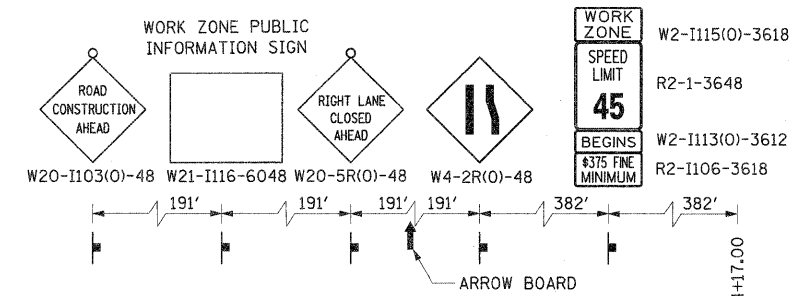 WORK ZONE PUBLIC
INFORMATION SIGN
ROAD
CONSTRUCTION
AHEAD
RIGHT LANE
CLOSED
AHEAD
WORK
ZONE
SPEED
LIMIT
45
BEGINS
$375 FINE
MINIMUM
W2-I115(O)-3618
R2-1-3648
W2-I113(O)-3612
R2-I106-3618
W20-I103(O)-48
W21-I116-6048
W20-5R(O)-48
W4-2R(O)-48
191'
191'
191'
191'
382'
382'
ARROW BOARD
+17.00